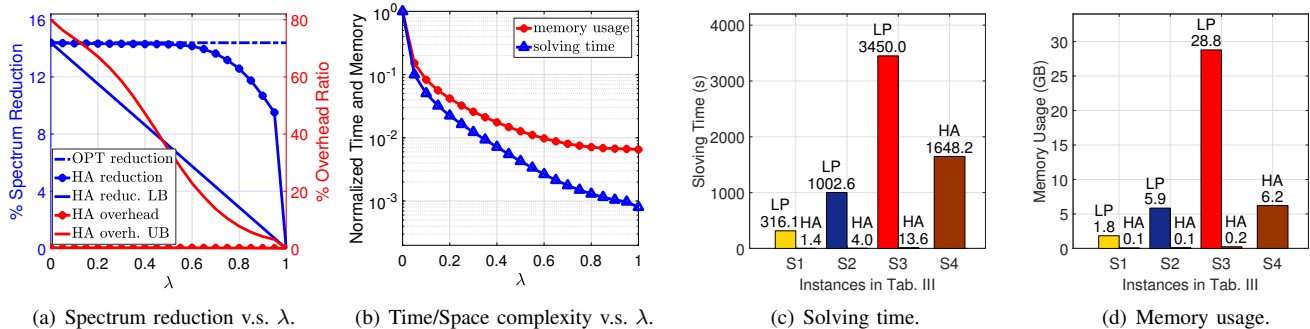 % Spectrum Reduction
16
12
8
4
0
80
60
40
20
0
% Overhead Ratio
OPT reduction
HA reduction
HA reduc. LB
HA overhead
HA overh. UB
0 0.2 0.4 0.6 0.8 1
λ
(a) Spectrum reduction v.s. λ.
Normalized Time and Memory
10^0
10^-1
10^-2
10^-3
memory usage
solving time
0 0.2 0.4 0.6 0.8 1
λ
(b) Time/Space complexity v.s. λ.
Sloving Time (s)
4000
3000
2000
1000
0
LP
316.1
HA
1.4
LP
1002.6
HA
4.0
LP
3450.0
HA
13.6
HA
1648.2
S1 S2 S3 S4
Instances in Tab. III
(c) Solving time.
Memory Usage (GB)
30
25
20
15
10
5
0
LP
1.8
HA
0.1
LP
5.9
HA
0.1
LP
28.8
HA
0.2
HA
6.2
S1 S2 S3 S4
Instances in Tab. III
(d) Memory usage.